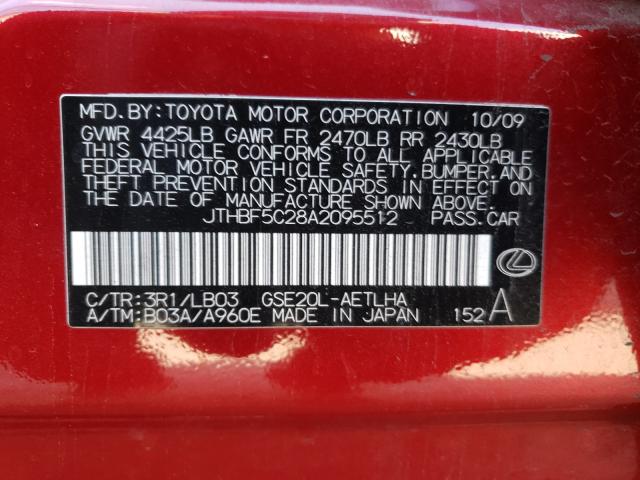 MFD.BY:TOYOTA MOTOR CORPORATION 10/09
GVWR 4425LB GAWR FR 2470LB RR 2430LB
THIS VEHICLE CONFORMS TO ALL APPLICABLE
FEDERAL MOTOR VEHICLE SAFETY,BUMPER,AND
THEFT PREVENTION STANDARDS IN EFFECT ON
THE DATE OF MANUFACTURE SHOWN ABOVE.
JTHBF5C28A2095512 PASS.CAR
C/TR:3R1/LB03 GSE20L-AETLHA
A/TM:B03A/A960E MADE IN JAPAN 152 A